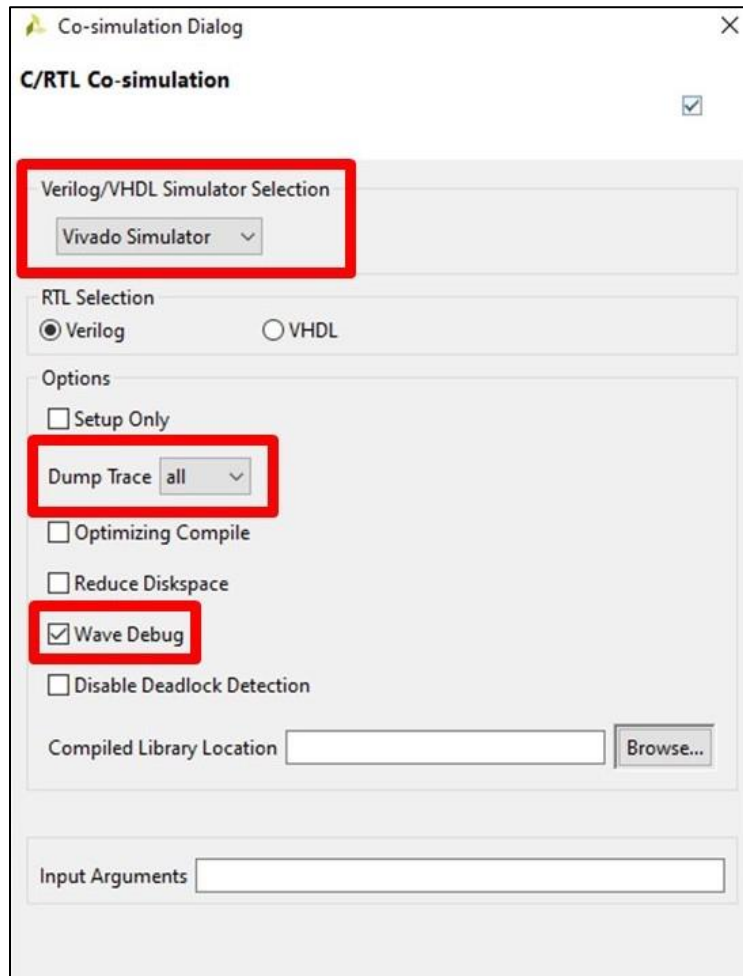 Co-simulation Dialog
C/RTL Co-simulation
Verilog/VHDL Simulator Selection
Vivado Simulator
RTL Selection
Verilog VHDL
Options
Setup Only
Dump Trace all
Optimizing Compile
Reduce Diskspace
Wave Debug
Disable Deadlock Detection
Compiled Library Location Browse...
Input Arguments